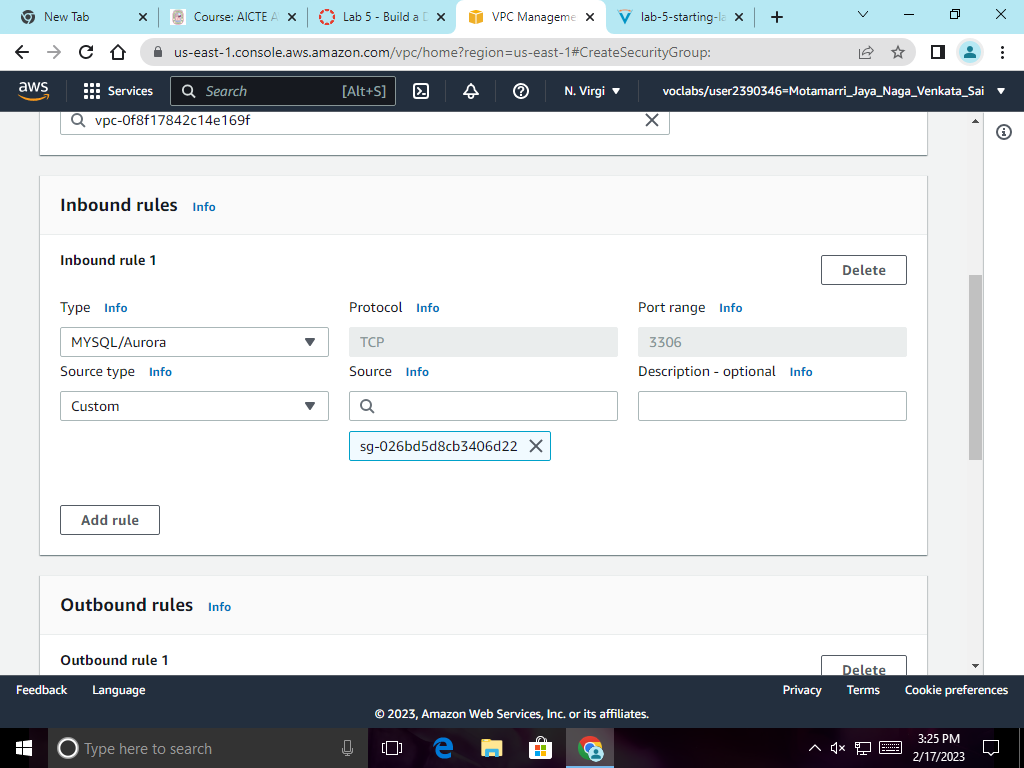 New Tab
Course: AICTE A
Lab 5 - Build a D
VPC Manageme
lab-5-starting-la
us-east-1.console.aws.amazon.com/vpc/home?region=us-east-1#CreateSecurityGroup:
aws
Services
Search
[Alt+S]
N. Virgi
voclabs/user2390346=Motamarri_Jaya_Naga_Venkata_Sai
vpc-0f8f17842c14e169f
Inbound rules Info
Inbound rule 1
Delete
Type Info
Protocol Info
Port range Info
MYSQL/Aurora
TCP
3306
Source type Info
Source Info
Description - optional Info
Custom
sg-026bd5d8cb3406d22
Add rule
Outbound rules Info
Outbound rule 1
Delete
Feedback
Language
Privacy
Terms
Cookie preferences
© 2023, Amazon Web Services, Inc. or its affiliates.
Type here to search
3:25 PM
2/17/2023